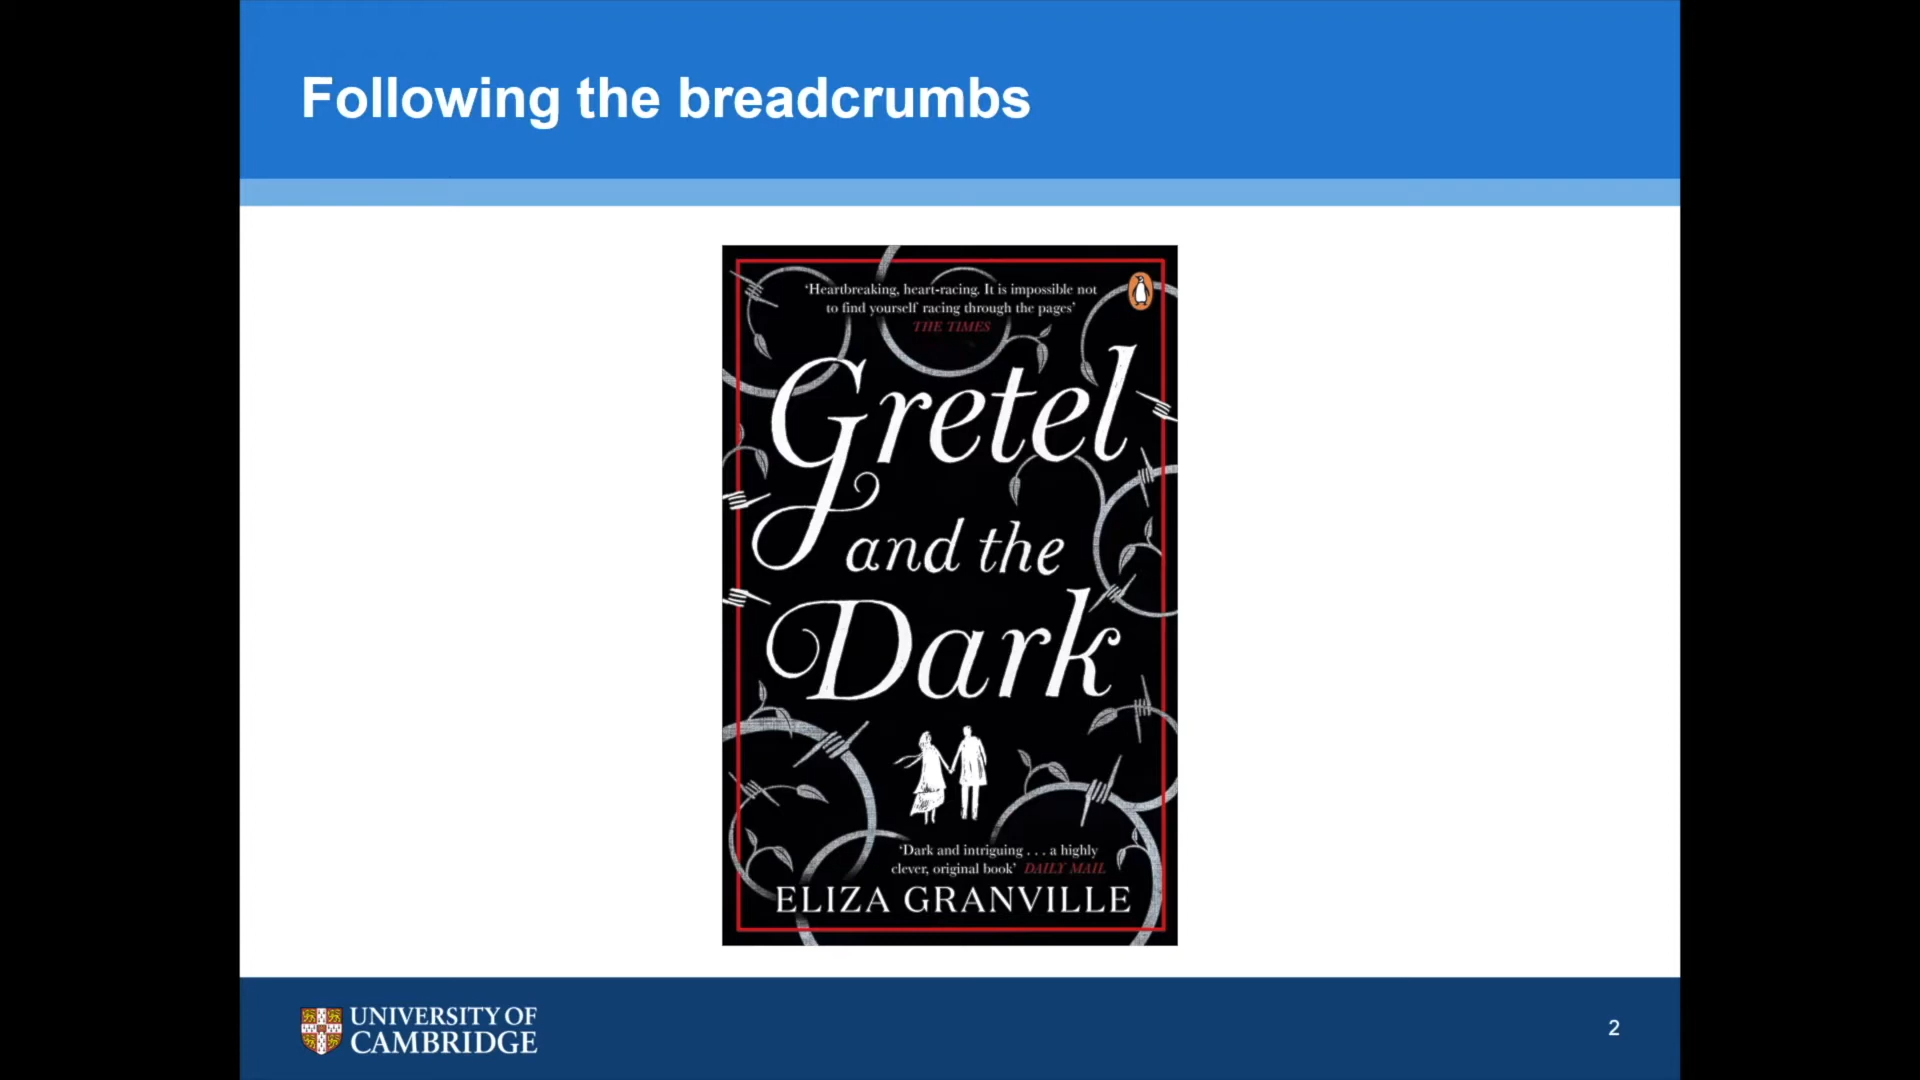 Following the breadcrumbs
‘Heartbreaking, heart-racing. It is impossible not
to find yourself racing through the pages’
THE TIMES
Gretel
and the
Dark
‘Dark and intriguing . . . a highly
clever, original book’ DAILY MAIL
ELIZA GRANVILLE
UNIVERSITY OF
CAMBRIDGE
2